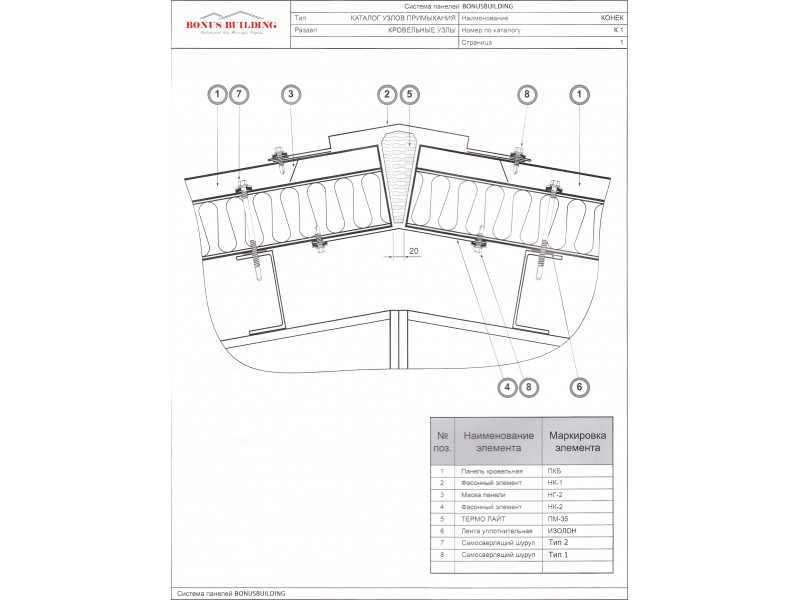 Система панелей BONUSBUILDING
BONUS BUILDING
Тип КАТАЛОГ УЗЛОВ ПРИМЫКАНИЯ Наименование КОНЕК
Раздел КРОВЕЛЬНЫЕ УЗЛЫ Номер по каталогу К 1
Страница 1
1 7 3 2 5 8 1
20
4 8 6
№ поз. Наименование элемента Маркировка элемента
1 Панель кровельная ПКБ
2 Фасонный элемент НК-1
3 Маска панели НГ-2
4 Фасонный элемент НК-2
5 ТЕРМО ЛАЙТ ПМ-35
6 Лента уплотнительная ИЗОЛОН
7 Самосверлящий шуруп Тип 2
8 Самосверлящий шуруп Тип 1
Система панелей BONUSBUILDING